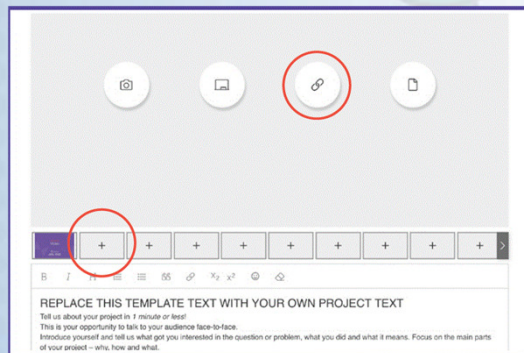 B I H X₂ X²
REPLACE THIS TEMPLATE TEXT WITH YOUR OWN PROJECT TEXT
Tell us about your project in 1 minute or less!
This is your opportunity to talk to your audience face-to-face.
Introduce yourself and tell us what got you interested in the question or problem, what you did and what it means. Focus on the main parts
of your project – why, how and what.